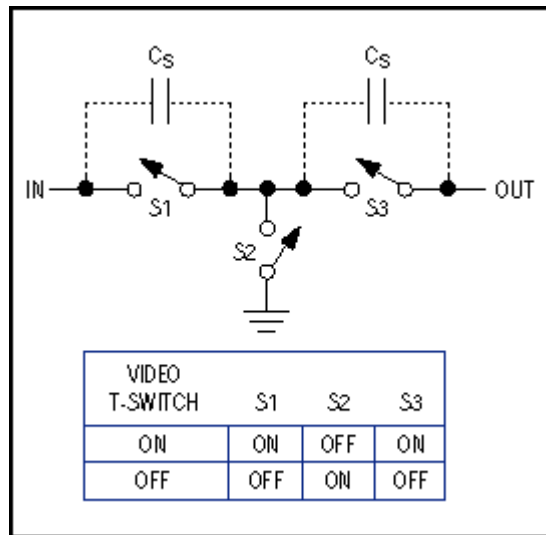 Cs Cs
IN S1 S3 OUT
S2
VIDEO
T-SWITCH S1 S2 S3
ON ON OFF ON
OFF OFF ON OFF